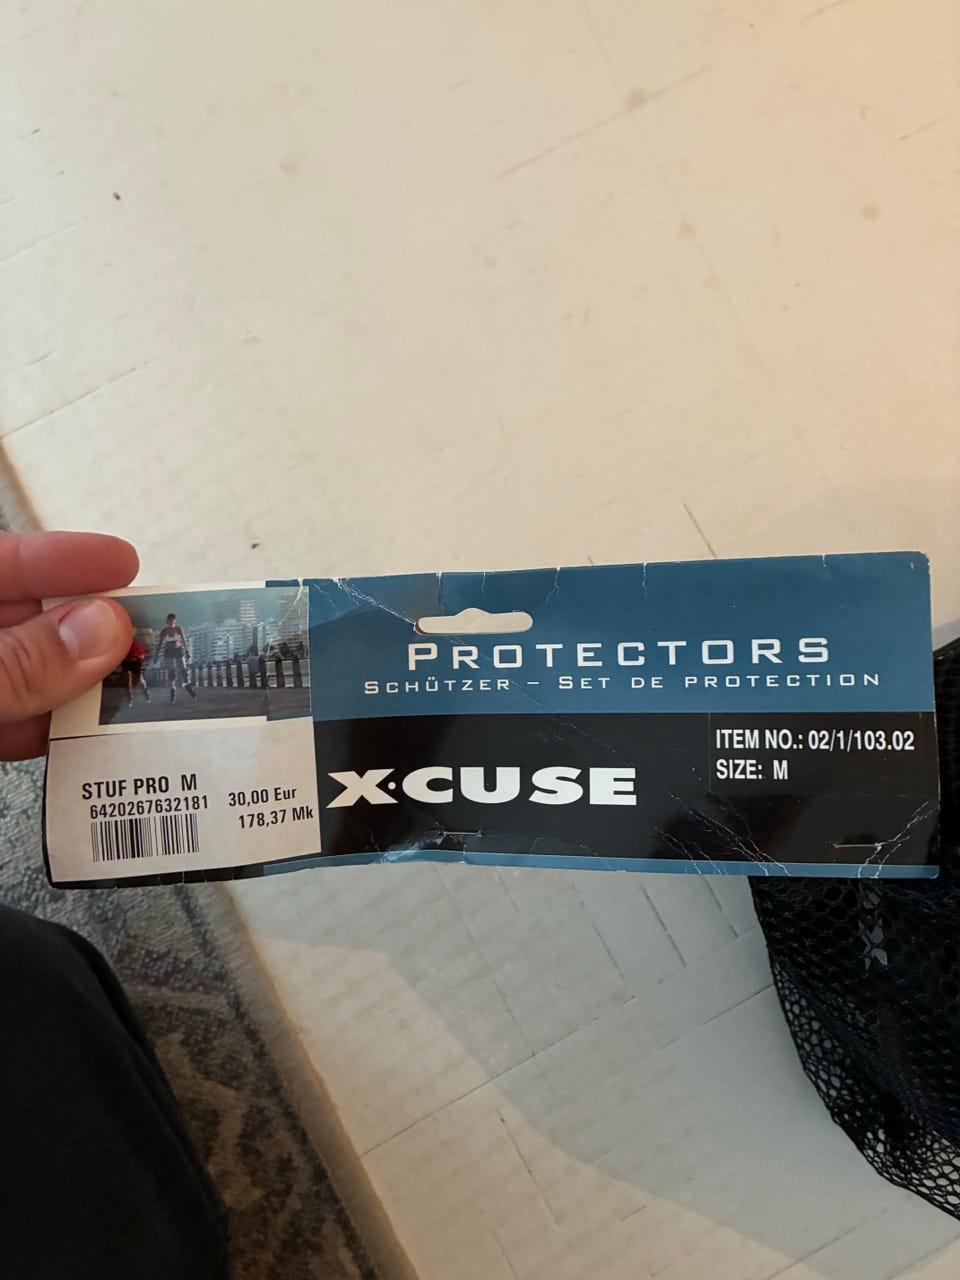 PROTECTORS
SCHÜTZER – SET DE PROTECTION
X·CUSE
ITEM NO.: 02/1/103.02
SIZE: M
STUF PRO M
6420267632181
30,00 Eur
178,37 Mk